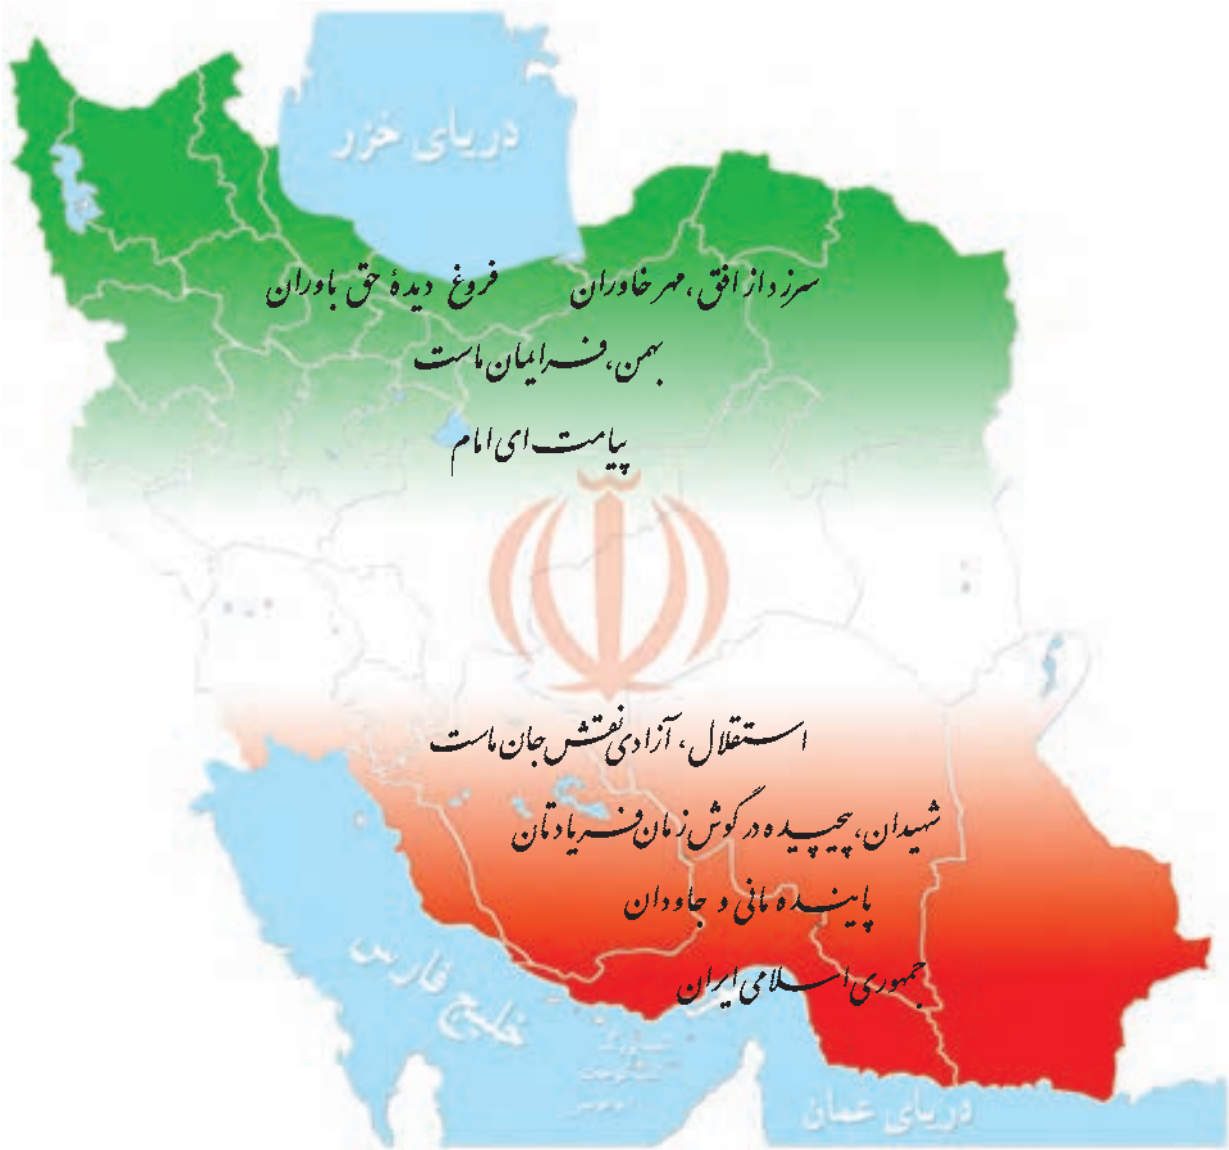 دریای خزر
سرزد از افق، مهر خاوران فروغ دیدهٔ حق باوران
بهمن، فر ایمان ماست
پیامت ای امام
استقلال، آزادی نقش جان ماست
شهیدان، پیچیده در گوش زمان فریادتان
پاینده مانی و جاودان
جمهوری اسلامی ایران
خلیج فارس
دریای عمان